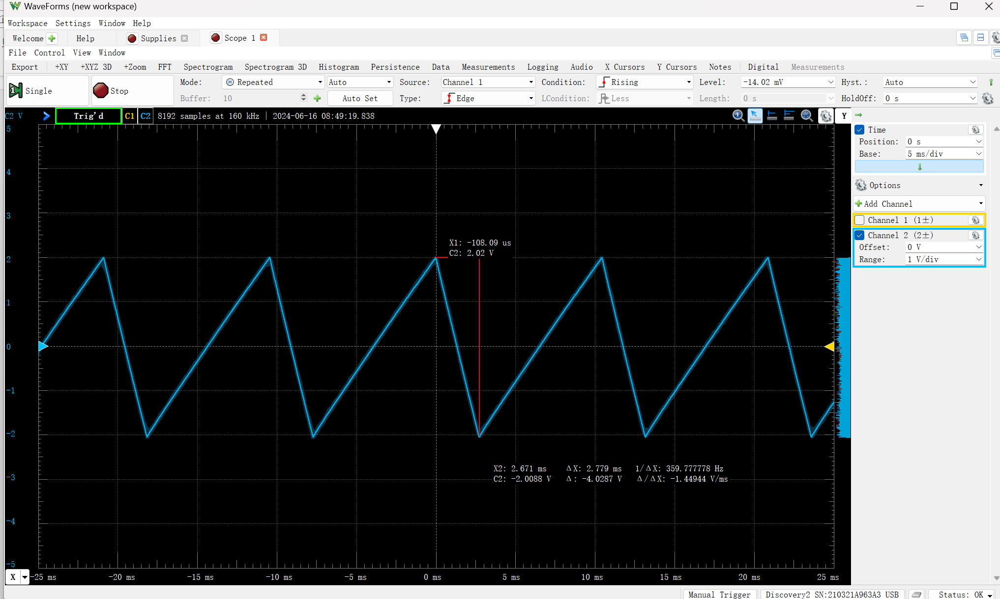 WaveForms (new workspace)
Workspace Settings Window Help
Welcome Help Supplies Scope 1
File Control View Window
Export +XY +XYZ 3D +Zoom FFT Spectrogram Spectrogram 3D Histogram Persistence Data Measurements Logging Audio X Cursors Y Cursors Notes Digital Measurements
Single Stop Mode: Repeated Auto Source: Channel 1 Condition: Rising Level: -14.02 mV Hyst.: Auto
Buffer: 10 Auto Set Type: Edge LCondition: Less Length: 0 s HoldOff: 0 s
C2 V Trig'd C1 C2 8192 samples at 160 kHz | 2024-06-16 08:49:19.838 Y
5
4
3
2
1
0
-1
-2
-3
-4
-5
X1: -108.09 us
C2: 2.02 V
X2: 2.671 ms ΔX: 2.779 ms 1/ΔX: 359.777778 Hz
C2: -2.0088 V Δ: -4.0287 V Δ/ΔX: -1.44944 V/ms
X -25 ms -20 ms -15 ms -10 ms -5 ms 0 ms 5 ms 10 ms 15 ms 20 ms 25 ms
Time
Position: 0 s
Base: 5 ms/div
Options
Add Channel
Channel 1 (1±)
Channel 2 (2±)
Offset: 0 V
Range: 1 V/div
Manual Trigger Discovery2 SN:210321A963A3 USB Status: OK